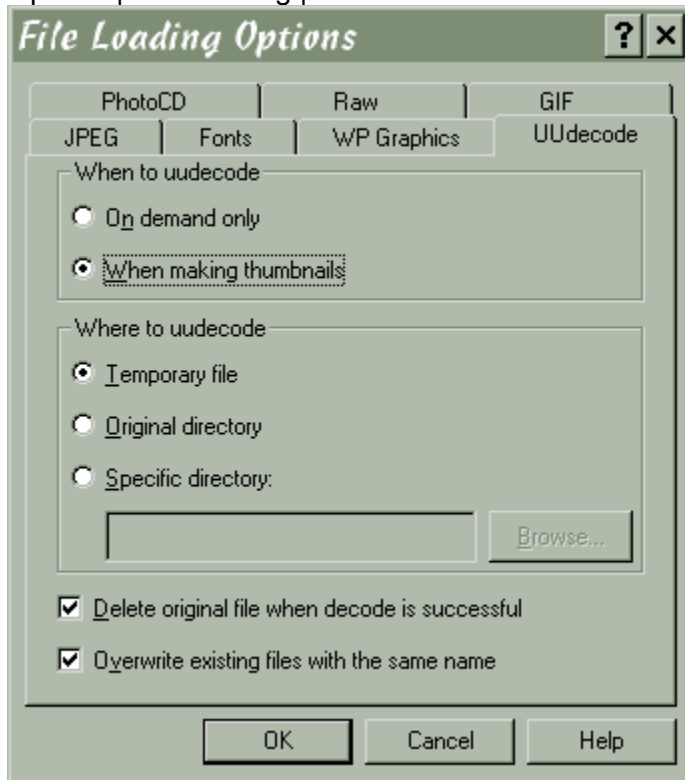 File Loading Options
PhotoCD Raw GIF
JPEG Fonts WP Graphics UUdecode
When to uudecode
On demand only
When making thumbnails
Where to uudecode
Temporary file
Original directory
Specific directory:
Browse...
Delete original file when decode is successful
Overwrite existing files with the same name
OK Cancel Help